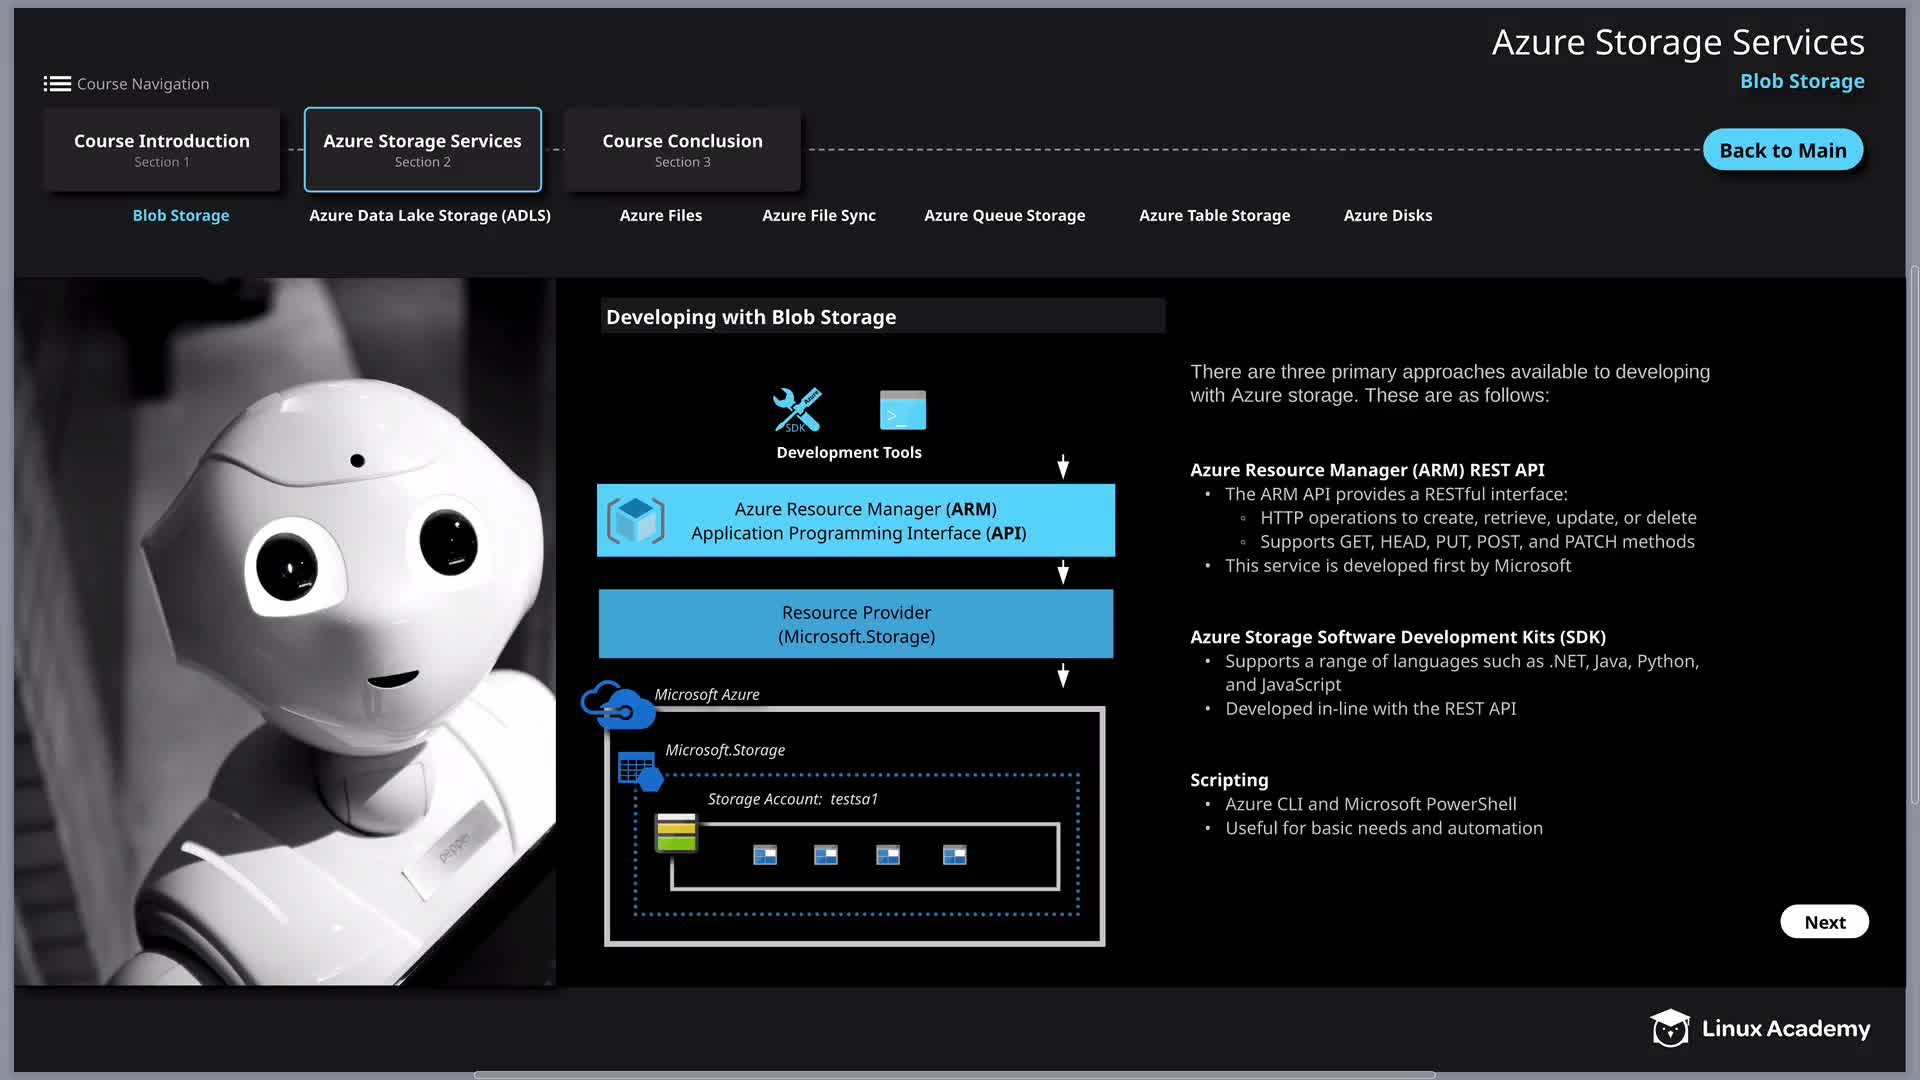 Azure Storage Services
Blob Storage
Course Navigation
Course Introduction
Section 1
Azure Storage Services
Section 2
Course Conclusion
Section 3
Back to Main
Blob Storage
Azure Data Lake Storage (ADLS)
Azure Files
Azure File Sync
Azure Queue Storage
Azure Table Storage
Azure Disks
Developing with Blob Storage
Azure
SDK
>_
Development Tools
Azure Resource Manager (ARM)
Application Programming Interface (API)
Resource Provider
(Microsoft.Storage)
Microsoft Azure
Microsoft.Storage
Storage Account: testsa1
pepper
There are three primary approaches available to developing
with Azure storage. These are as follows:
Azure Resource Manager (ARM) REST API
• The ARM API provides a RESTful interface:
◦ HTTP operations to create, retrieve, update, or delete
◦ Supports GET, HEAD, PUT, POST, and PATCH methods
• This service is developed first by Microsoft
Azure Storage Software Development Kits (SDK)
• Supports a range of languages such as .NET, Java, Python,
and JavaScript
• Developed in-line with the REST API
Scripting
• Azure CLI and Microsoft PowerShell
• Useful for basic needs and automation
Next
Linux Academy